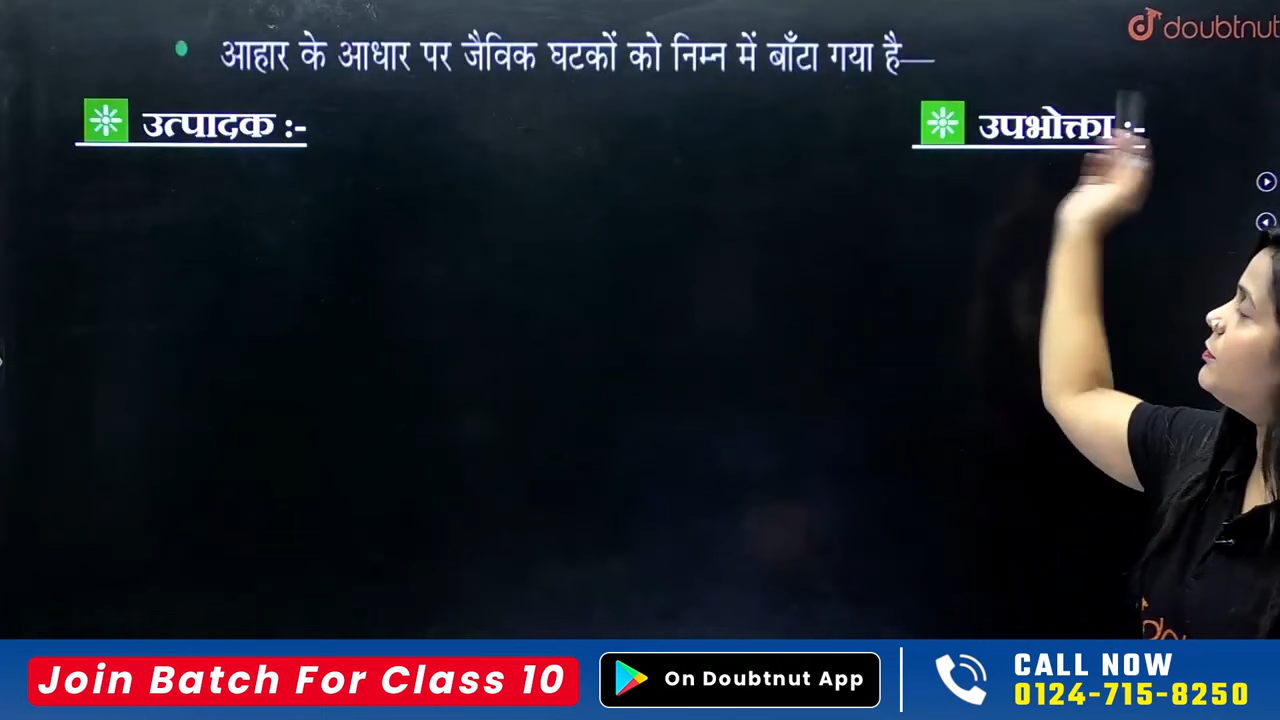 doubtnut
• आहार के आधार पर जैविक घटकों को निम्न में बाँटा गया है—
उत्पादक :-
उपभोक्ता :-
Join Batch For Class 10
On Doubtnut App
CALL NOW
0124-715-8250